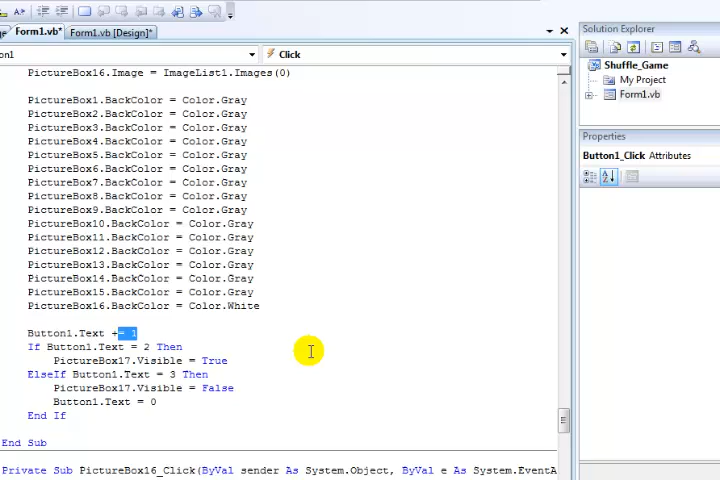 Form1.vb* Form1.vb [Design]*
Solution Explorer
Click
PictureBox16.Image = ImageList1.Images(0)
Shuffle_Game
My Project
Form1.vb
PictureBox1.BackColor = Color.Gray
PictureBox2.BackColor = Color.Gray
PictureBox3.BackColor = Color.Gray
PictureBox4.BackColor = Color.Gray
PictureBox5.BackColor = Color.Gray
PictureBox6.BackColor = Color.Gray
PictureBox7.BackColor = Color.Gray
PictureBox8.BackColor = Color.Gray
PictureBox9.BackColor = Color.Gray
PictureBox10.BackColor = Color.Gray
PictureBox11.BackColor = Color.Gray
PictureBox12.BackColor = Color.Gray
PictureBox13.BackColor = Color.Gray
PictureBox14.BackColor = Color.Gray
PictureBox15.BackColor = Color.Gray
PictureBox16.BackColor = Color.White
Properties
Button1_Click Attributes
Button1.Text += 1
If Button1.Text = 2 Then
PictureBox17.Visible = True
ElseIf Button1.Text = 3 Then
PictureBox17.Visible = False
Button1.Text = 0
End If
End Sub
Private Sub PictureBox16_Click(ByVal sender As System.Object, ByVal e As System.EventA